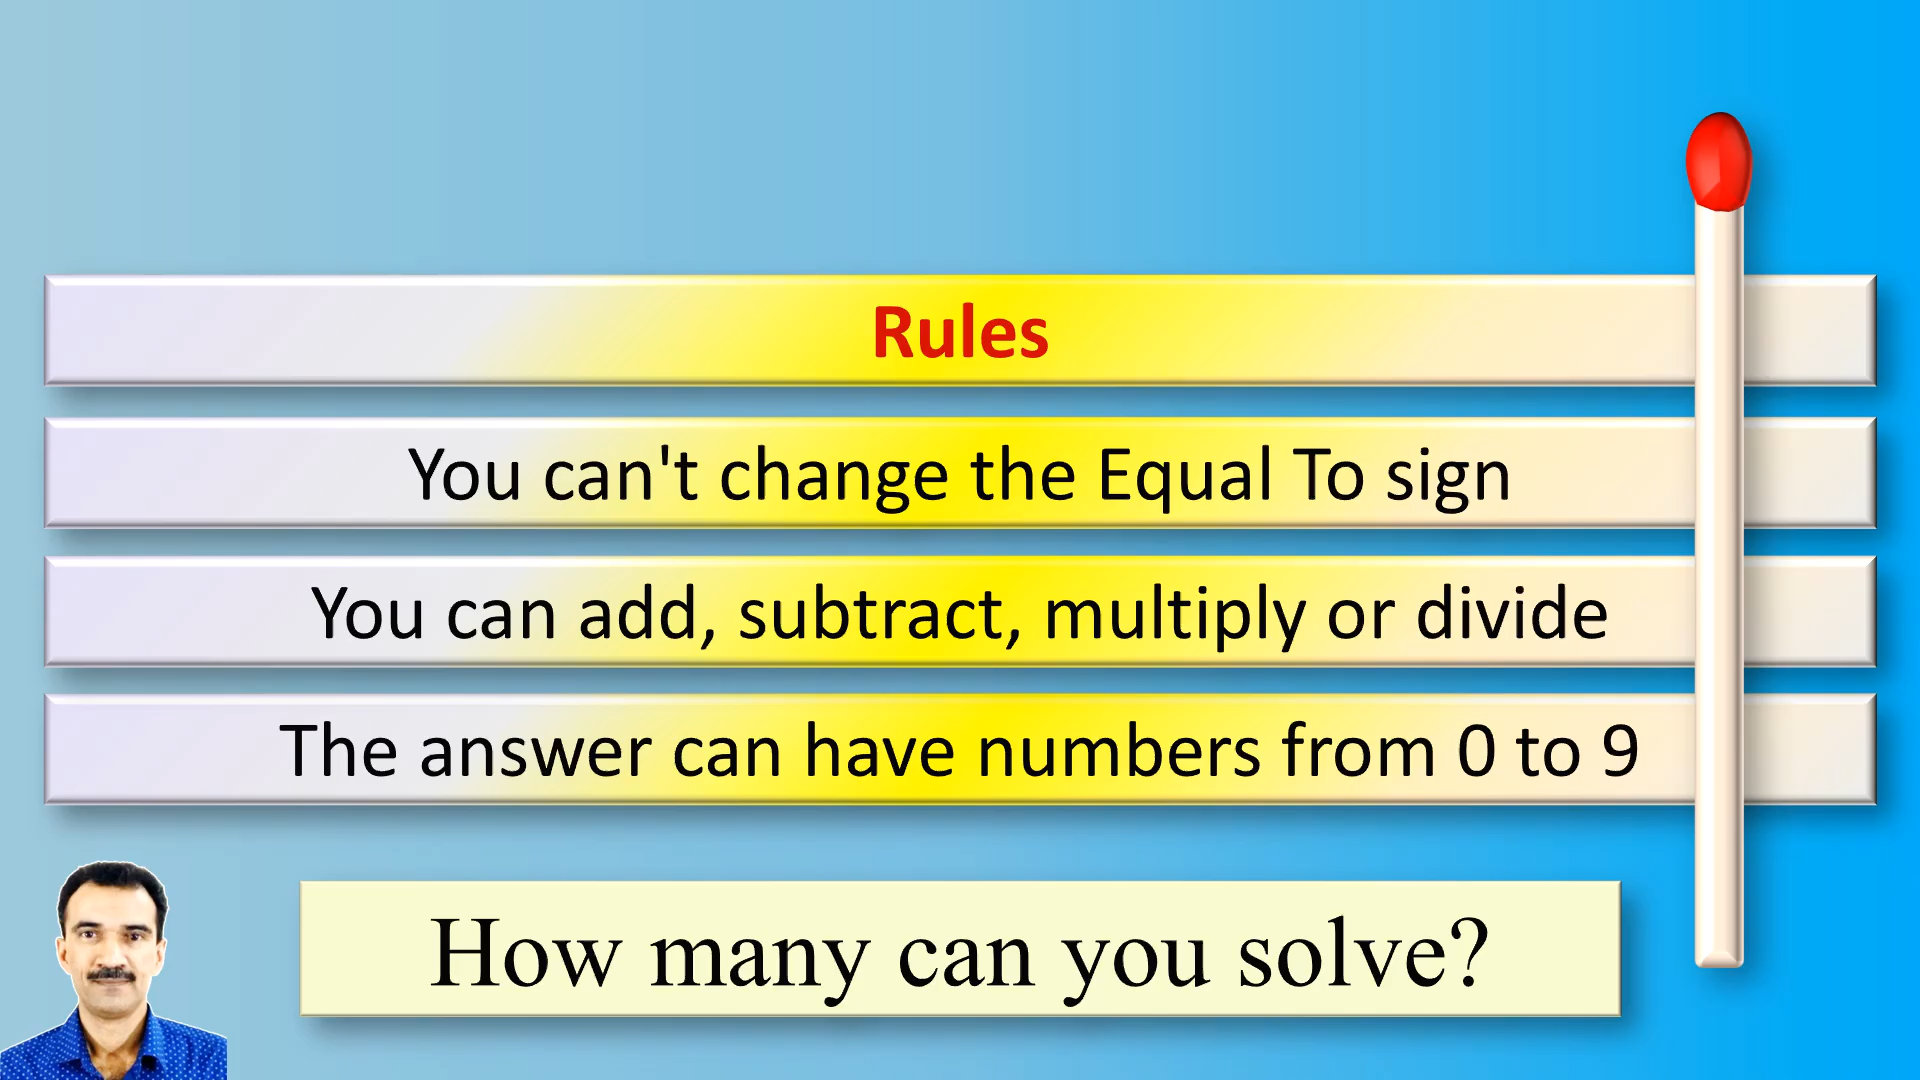 Rules
You can't change the Equal To sign
You can add, subtract, multiply or divide
The answer can have numbers from 0 to 9
How many can you solve?